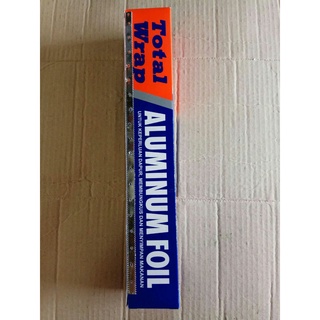 Total
Wrap
ALUMINUM FOIL
UNTUK KEPERLUAN DAPUR, MEMBUNGKUS DAN MENYIMPAN MAKANAN